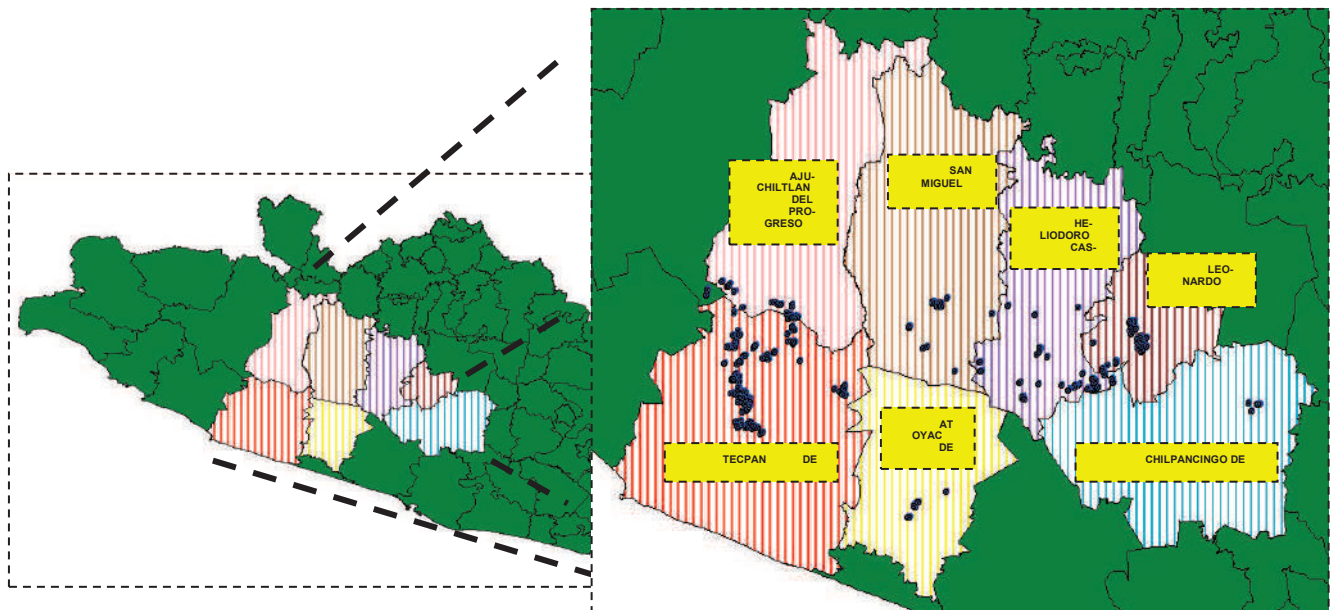 AJU-
CHILTLAN
DEL
PRO-
GRESO
SAN
MIGUEL
HE-
LIODORO
CAS-
LEO-
NARDO
AT
OYAC
DE
TECPAN DE
CHILPANCINGO DE